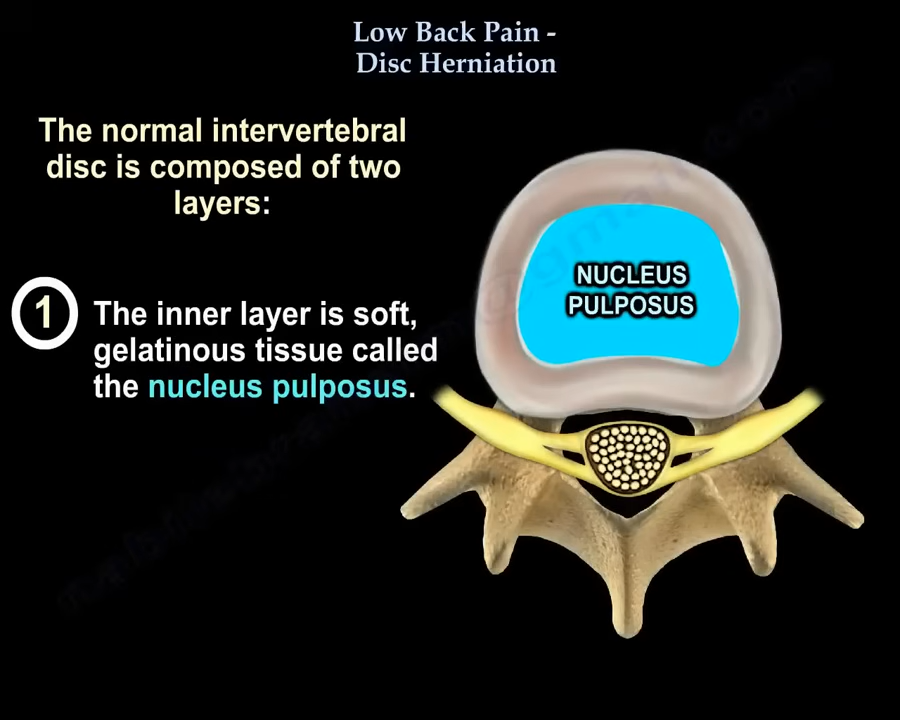 Low Back Pain -
Disc Herniation
The normal intervertebral
disc is composed of two
layers:
1
The inner layer is soft,
gelatinous tissue called
the nucleus pulposus.
NUCLEUS
PULPOSUS